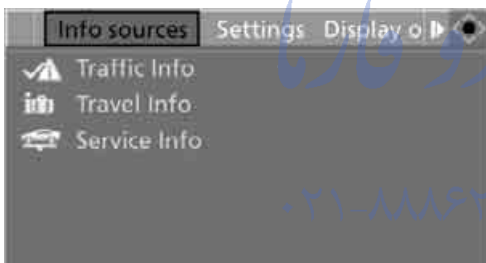 Info sources Settings Display o
Traffic Info
Travel Info
Service Info